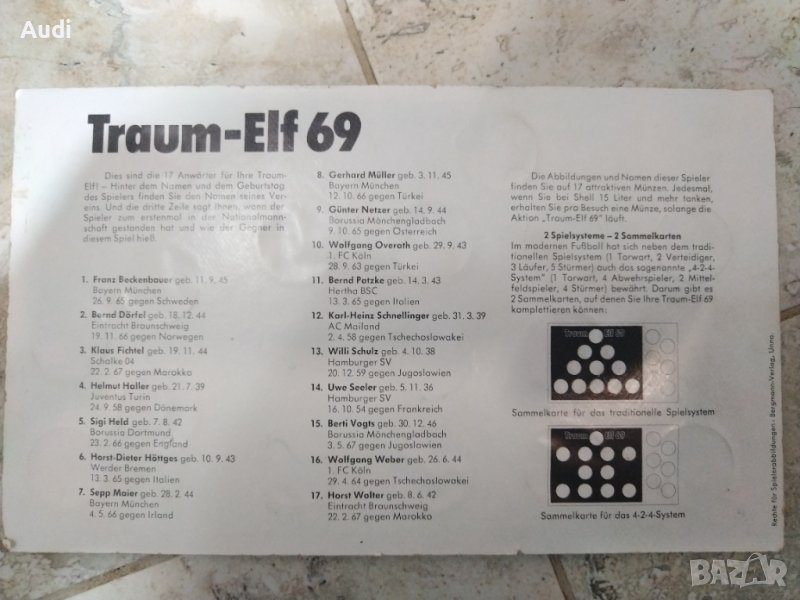 Audi
Traum-Elf 69
Dies sind die 17 Anwärter für Ihre Traum-
Elf! – Hinter dem Namen und dem Geburtstag
des Spielers finden Sie den Namen seines Ver-
eins. Und die dritte Zeile sagt Ihnen, wann der
Spieler zum erstenmal in der Nationalmann-
schaft gestanden hat und wie der Gegner in
diesem Spiel hieß.
1. Franz Beckenbauer geb. 11. 9. 45
Bayern München
26. 9. 65 gegen Schweden
2. Bernd Dörfel geb. 18. 12. 44
Eintracht Braunschweig
19. 11. 66 gegen Norwegen
3. Klaus Fichtel geb. 19. 11. 44
Schalke 04
22. 2. 67 gegen Marokko
4. Helmut Haller geb. 21. 7. 39
Juventus Turin
24. 9. 58 gegen Dänemark
5. Sigi Held geb. 7. 8. 42
Borussia Dortmund
23. 2. 66 gegen England
6. Horst-Dieter Höttges geb. 10. 9. 43
Werder Bremen
13. 3. 65 gegen Italien
7. Sepp Maier geb. 28. 2. 44
Bayern München
4. 5. 66 gegen Irland
8. Gerhard Müller geb. 3. 11. 45
Bayern München
12. 10. 66 gegen Türkei
9. Günter Netzer geb. 14. 9. 44
Borussia Mönchengladbach
9. 10. 65 gegen Österreich
10. Wolfgang Overath geb. 29. 9. 43
1. FC Köln
28. 9. 63 gegen Türkei
11. Bernd Patzke geb. 14. 3. 43
Hertha BSC
13. 3. 65 gegen Italien
12. Karl-Heinz Schnellinger geb. 31. 3. 39
AC Mailand
2. 4. 58 gegen Tschechoslowakei
13. Willi Schulz geb. 4. 10. 38
Hamburger SV
20. 12. 59 gegen Jugoslawien
14. Uwe Seeler geb. 5. 11. 36
Hamburger SV
16. 10. 54 gegen Frankreich
15. Berti Vogts geb. 30. 12. 46
Borussia Mönchengladbach
3. 5. 67 gegen Jugoslawien
16. Wolfgang Weber geb. 26. 6. 44
1. FC Köln
29. 4. 64 gegen Tschechoslowakei
17. Horst Wolter geb. 8. 6. 42
Eintracht Braunschweig
22. 2. 67 gegen Marokko
Die Abbildungen und Namen dieser Spieler
finden Sie auf 17 attraktiven Münzen. Jedesmal,
wenn Sie bei Shell 15 Liter und mehr tanken,
erhalten Sie pro Besuch eine Münze, solange die
Aktion „Traum-Elf 69" läuft.
2 Spielsysteme – 2 Sammelkarten
Im modernen Fußball hat sich neben dem tradi-
tionellen Spielsystem (1 Torwart, 2 Verteidiger,
3 Läufer, 5 Stürmer) auch das sogenannte „4-2-4-
System" (1 Torwart, 4 Abwehrspieler, 2 Mittel-
feldspieler, 4 Stürmer) bewährt. Darum gibt es
2 Sammelkarten, auf denen Sie Ihre Traum-Elf 69
komplettieren können:
Traum-Elf 69
Sammelkarte für das traditionelle Spielsystem
Traum-Elf 69
Sammelkarte für das 4-2-4-System
Rechte für Spielerabbildungen: Bergmann-Verlag, Unna.
BAZAR